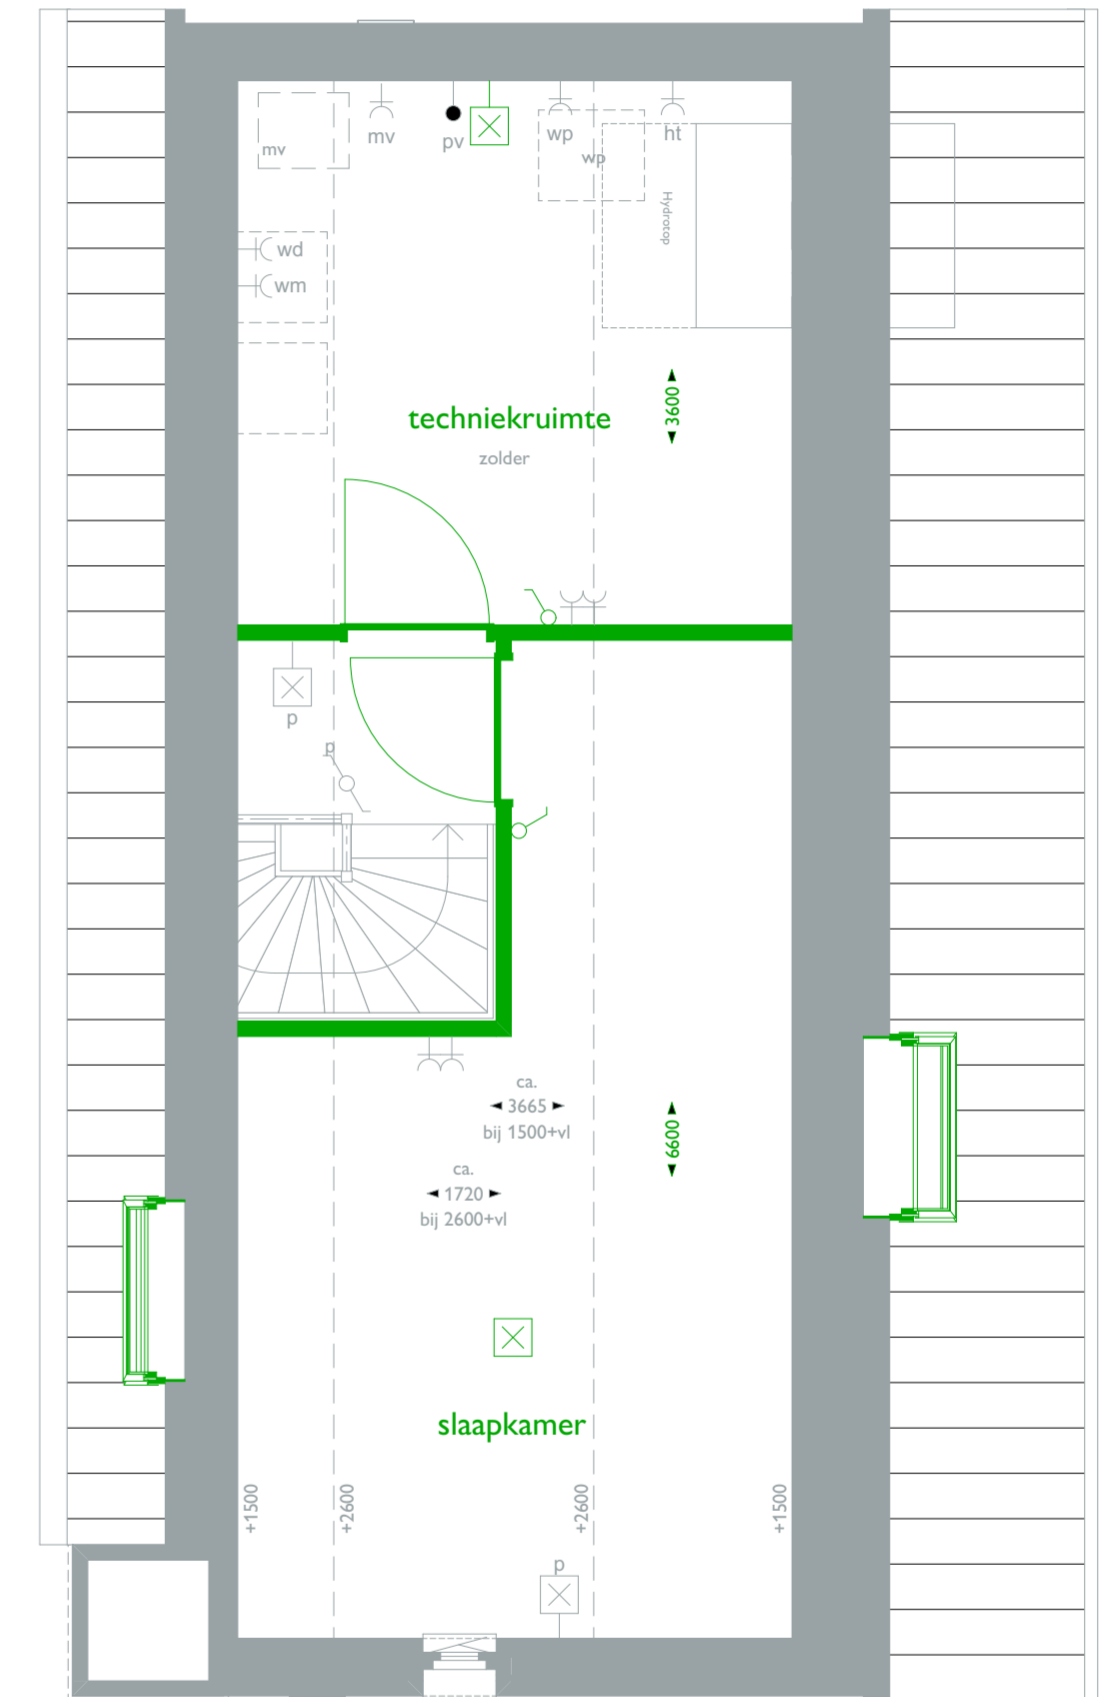 mv
mv
pv
wp
wp
ht
Hydrotop
wd
wm
3600
techniekruimte
zolder
p
p
ca.
3665
bij 1500+vl
6600
ca.
1720
bij 2600+vl
slaapkamer
+1500
+2600
+2600
+1500
p